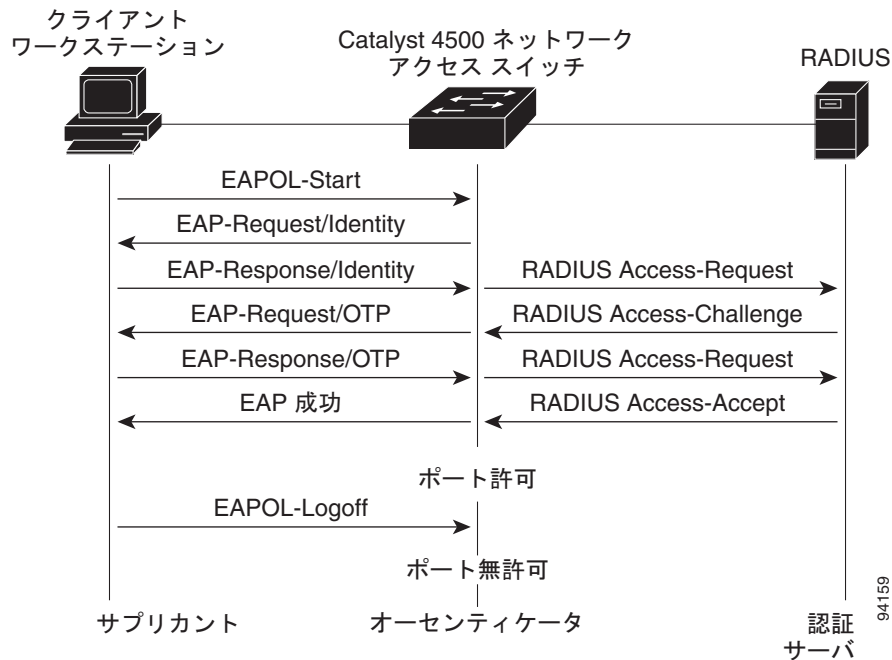 クライアント
ワークステーション
Catalyst 4500 ネットワーク
アクセス スイッチ
RADIUS
EAPOL-Start
EAP-Request/Identity
EAP-Response/Identity
RADIUS Access-Request
EAP-Request/OTP
RADIUS Access-Challenge
EAP-Response/OTP
RADIUS Access-Request
EAP 成功
RADIUS Access-Accept
ポート許可
EAPOL-Logoff
ポート無許可
サプリカント
オーセンティケータ
認証
サーバ
94159